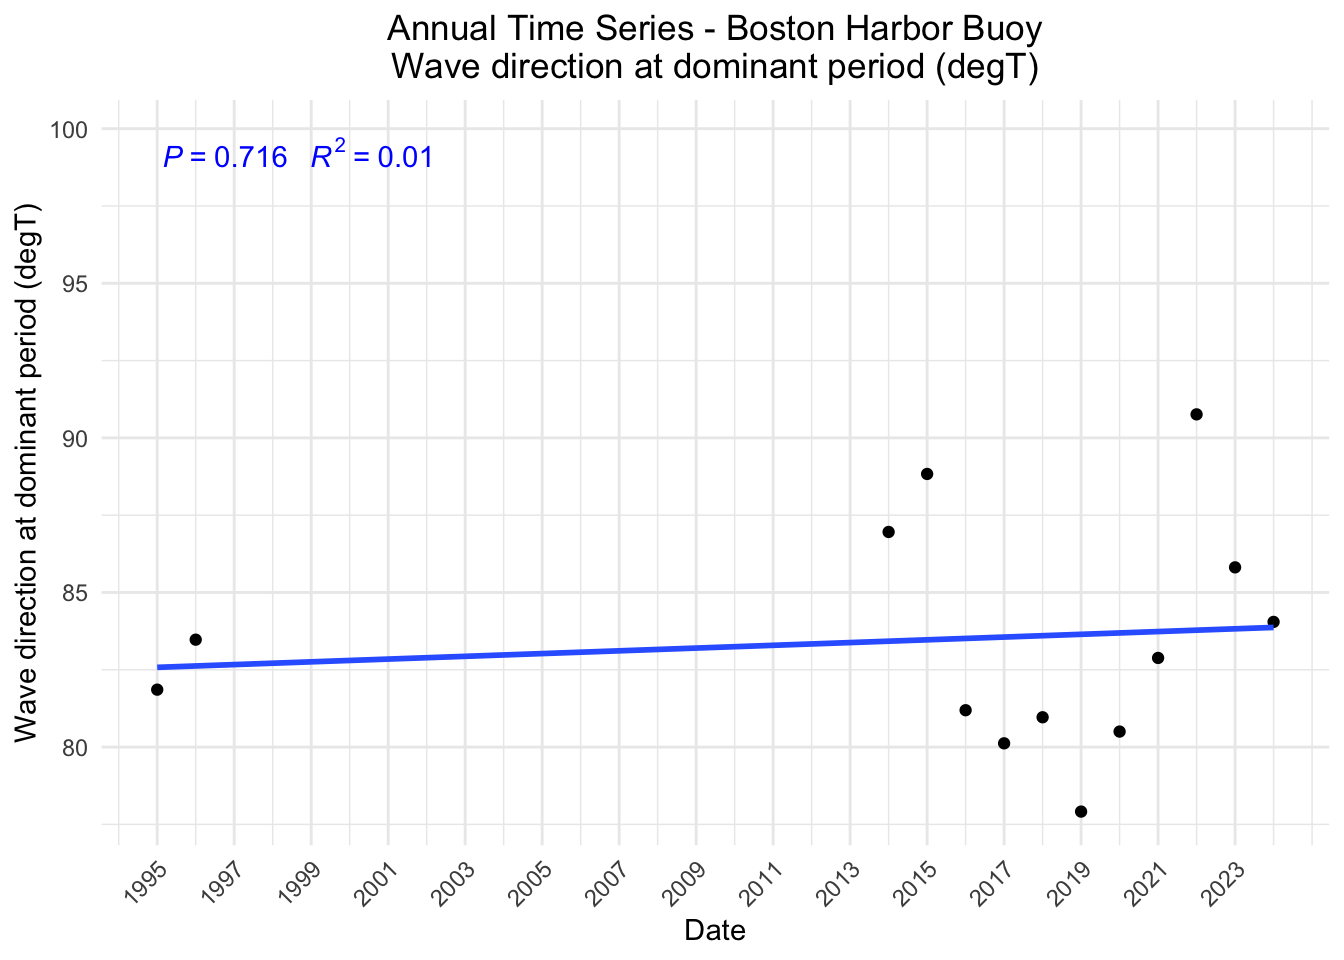 Annual Time Series - Boston Harbor Buoy
Wave direction at dominant period (degT)
P = 0.716 R² = 0.01
Wave direction at dominant period (degT)
100
95
90
85
80
1995 1997 1999 2001 2003 2005 2007 2009 2011 2013 2015 2017 2019 2021 2023
Date